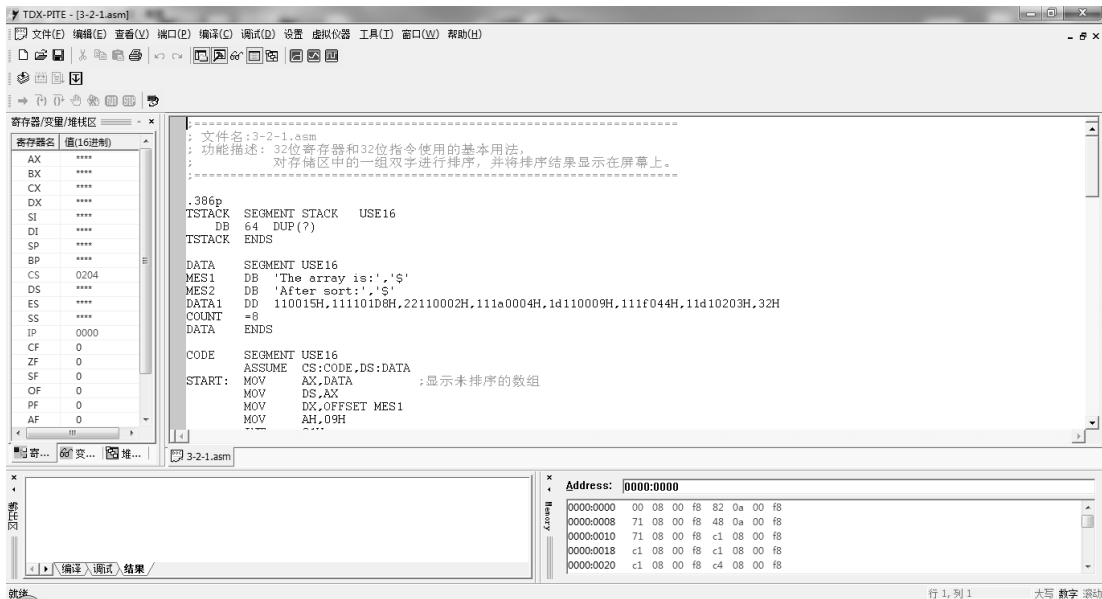 TDX-PITE - [3-2-1.asm]
文件(F) 编辑(E) 查看(V) 端口(P) 编译(C) 调试(D) 设置 虚拟仪器 工具(T) 窗口(W) 帮助(H)
寄存器/变量/堆栈区
寄存器名 值(16进制)
AX ****
BX ****
CX ****
DX ****
SI ****
DI ****
SP ****
BP ****
CS 0204
DS ****
ES ****
SS ****
IP 0000
CF 0
ZF 0
SF 0
OF 0
PF 0
AF 0
寄... 变... 堆...
;===================================================================
; 文件名:3-2-1.asm
; 功能描述: 32位寄存器和32位指令使用的基本用法,
; 对存储区中的一组双字进行排序, 并将排序结果显示在屏幕上。
;===================================================================
.386p
TSTACK SEGMENT STACK USE16
DB 64 DUP(?)
TSTACK ENDS
DATA SEGMENT USE16
MES1 DB 'The array is:','$'
MES2 DB 'After sort:','$'
DATA1 DD 110015H,111101D8H,22110002H,111a0004H,1d110009H,111f044H,11d10203H,32H
COUNT =8
DATA ENDS
CODE SEGMENT USE16
ASSUME CS:CODE,DS:DATA
START: MOV AX,DATA ;显示未排序的数组
MOV DS,AX
MOV DX,OFFSET MES1
MOV AH,09H
3-2-1.asm
输出区
编译 调试 结果
Memory
Address: 0000:0000
0000:0000 00 08 00 f8 82 0a 00 f8
0000:0008 71 08 00 f8 48 0a 00 f8
0000:0010 71 08 00 f8 c1 08 00 f8
0000:0018 c1 08 00 f8 c1 08 00 f8
0000:0020 c1 08 00 f8 c4 08 00 f8
就绪
行 1, 列 1 大写 数字 滚动